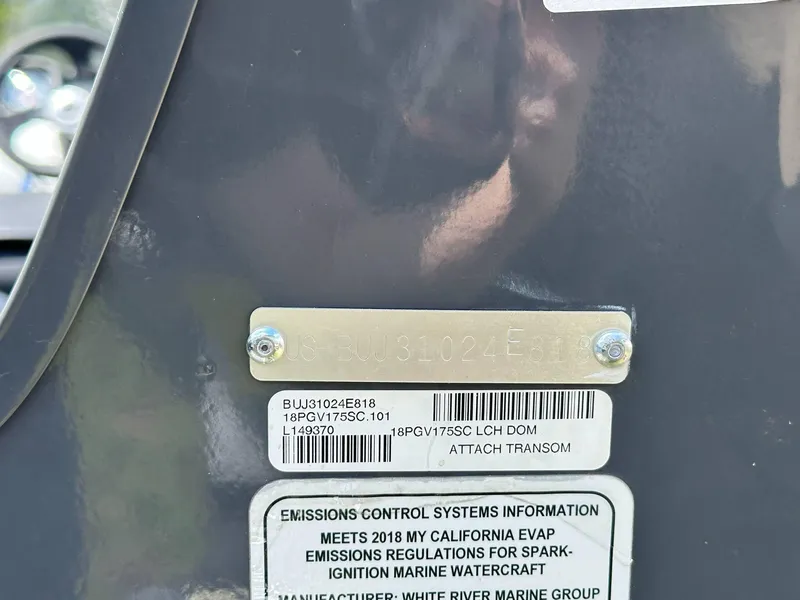 US-BUJ31024E818
BUJ31024E818
18PGV175SC.101
L149370 18PGV175SC LCH DOM
ATTACH TRANSOM
EMISSIONS CONTROL SYSTEMS INFORMATION
MEETS 2018 MY CALIFORNIA EVAP
EMISSIONS REGULATIONS FOR SPARK-
IGNITION MARINE WATERCRAFT
MANUFACTURER: WHITE RIVER MARINE GROUP